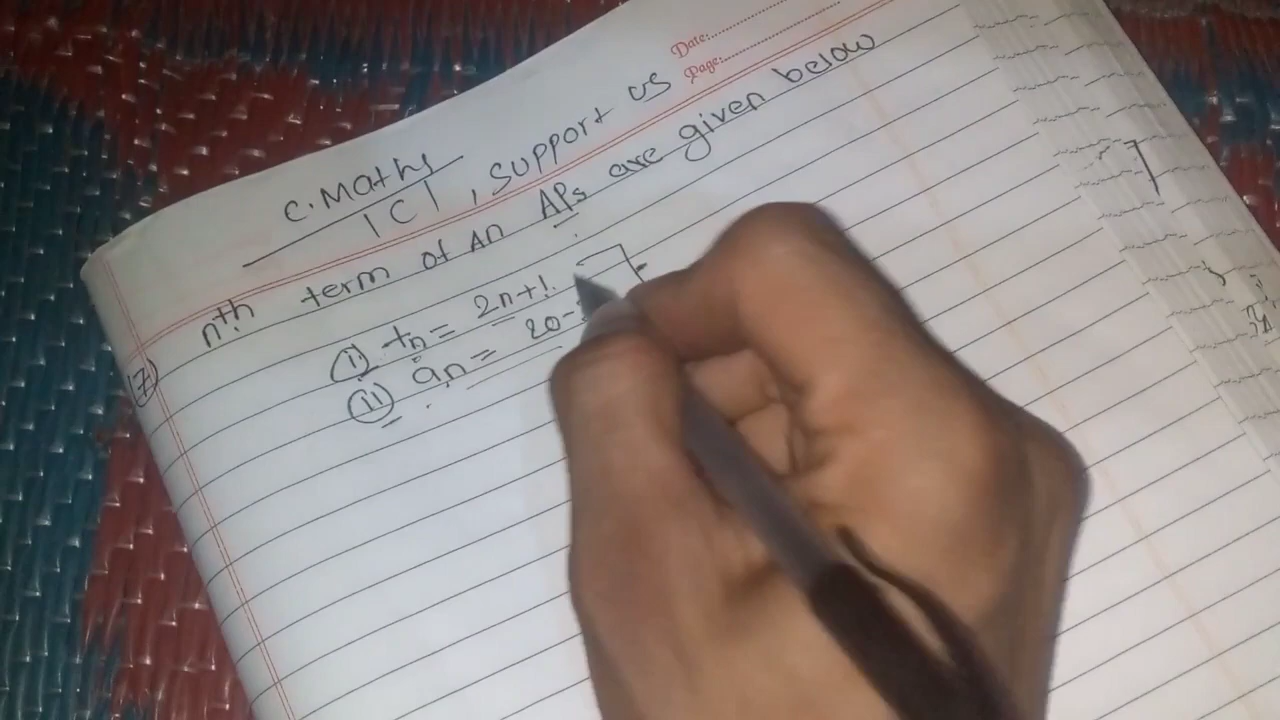 Date:
Page:
C.Maths
ICI, support us
(7) nth term of An APs are given below
(i) tn = 2n+1.
(ii) an = 20-